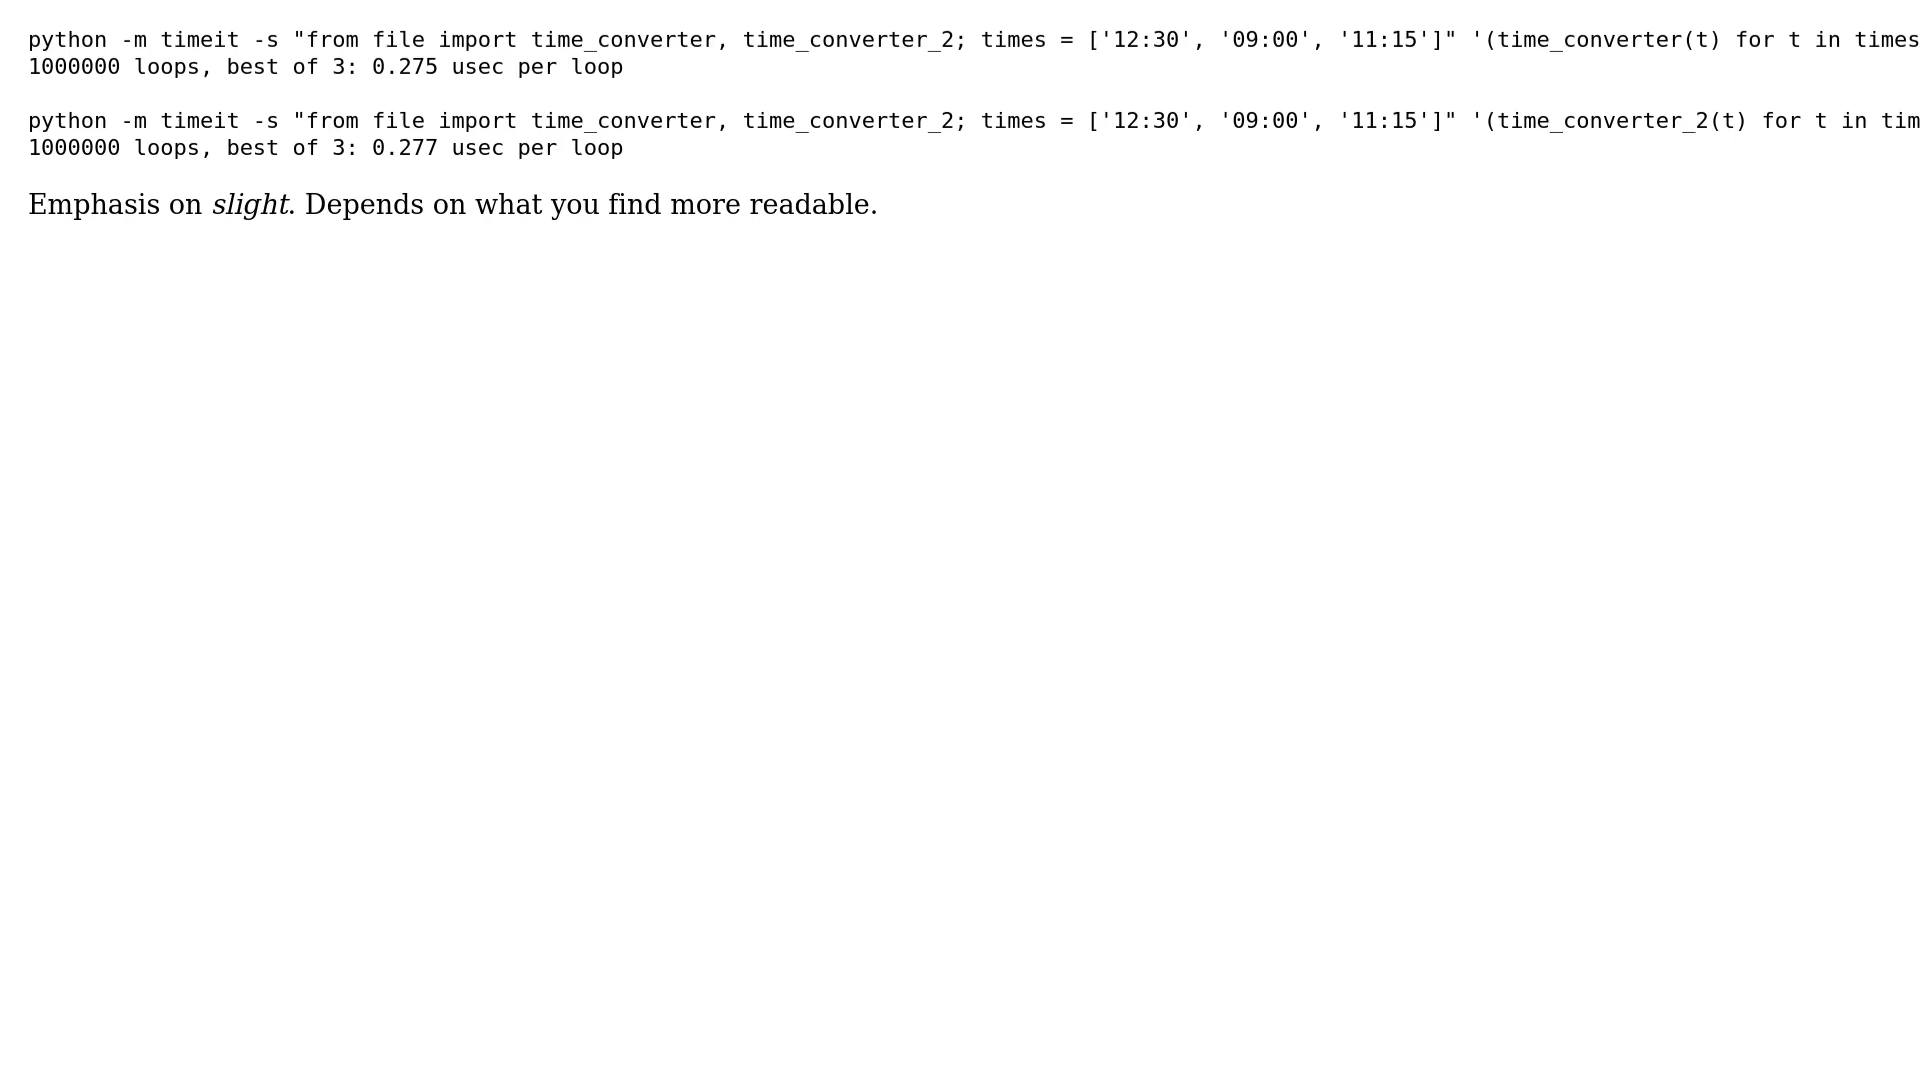 python -m timeit -s "from file import time_converter, time_converter_2; times = ['12:30', '09:00', '11:15']" '(time_converter(t) for t in times
1000000 loops, best of 3: 0.275 usec per loop
python -m timeit -s "from file import time_converter, time_converter_2; times = ['12:30', '09:00', '11:15']" '(time_converter_2(t) for t in tim
1000000 loops, best of 3: 0.277 usec per loop
Emphasis on slight. Depends on what you find more readable.